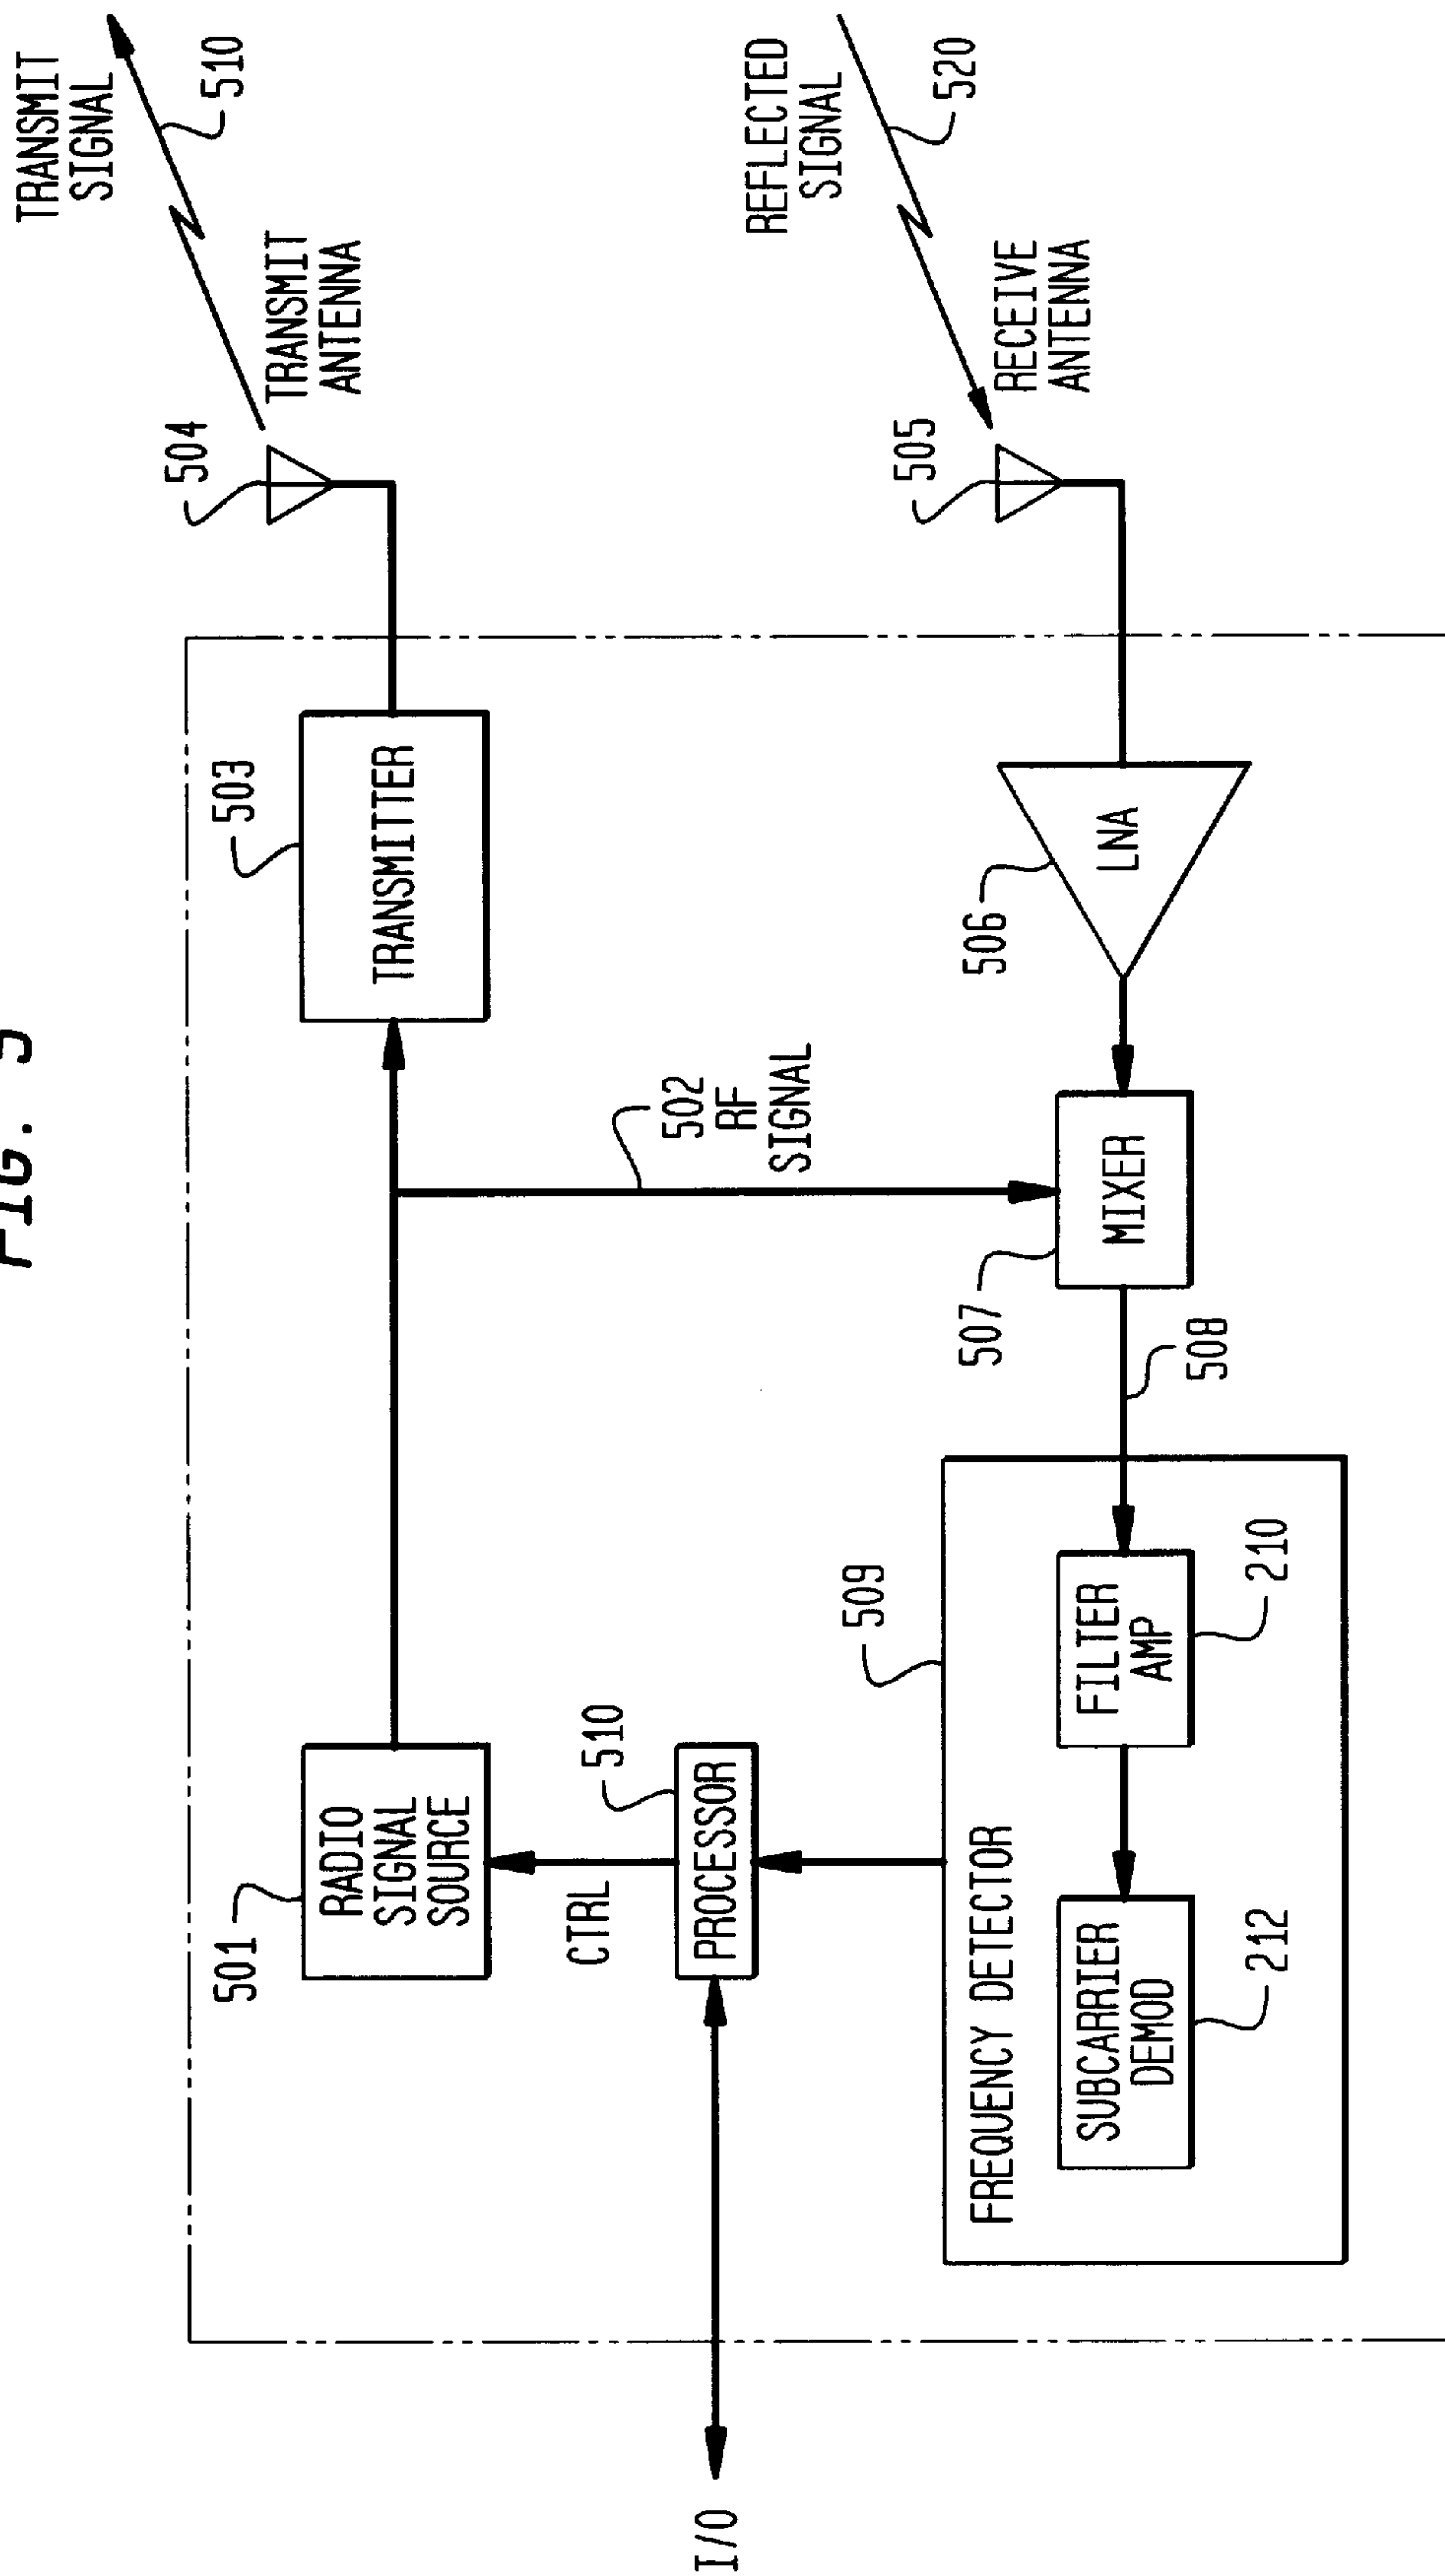 FIG. 5
TRANSMIT
SIGNAL
510
TRANSMIT
ANTENNA
504
503
TRANSMITTER
501
RADIO
SIGNAL
SOURCE
CTRL
510
PROCESSOR
I/O
502
RF
SIGNAL
REFLECTED
SIGNAL
520
RECEIVE
ANTENNA
505
506
LNA
507
MIXER
508
509
FREQUENCY DETECTOR
FILTER
AMP
210
SUBCARRIER
DEMOD
212